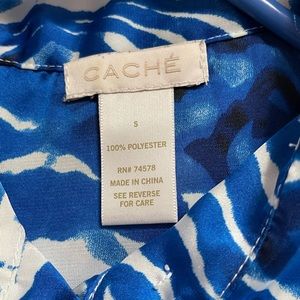 CACHÉ
S
100% POLYESTER
RN# 74578
MADE IN CHINA
SEE REVERSE
FOR CARE